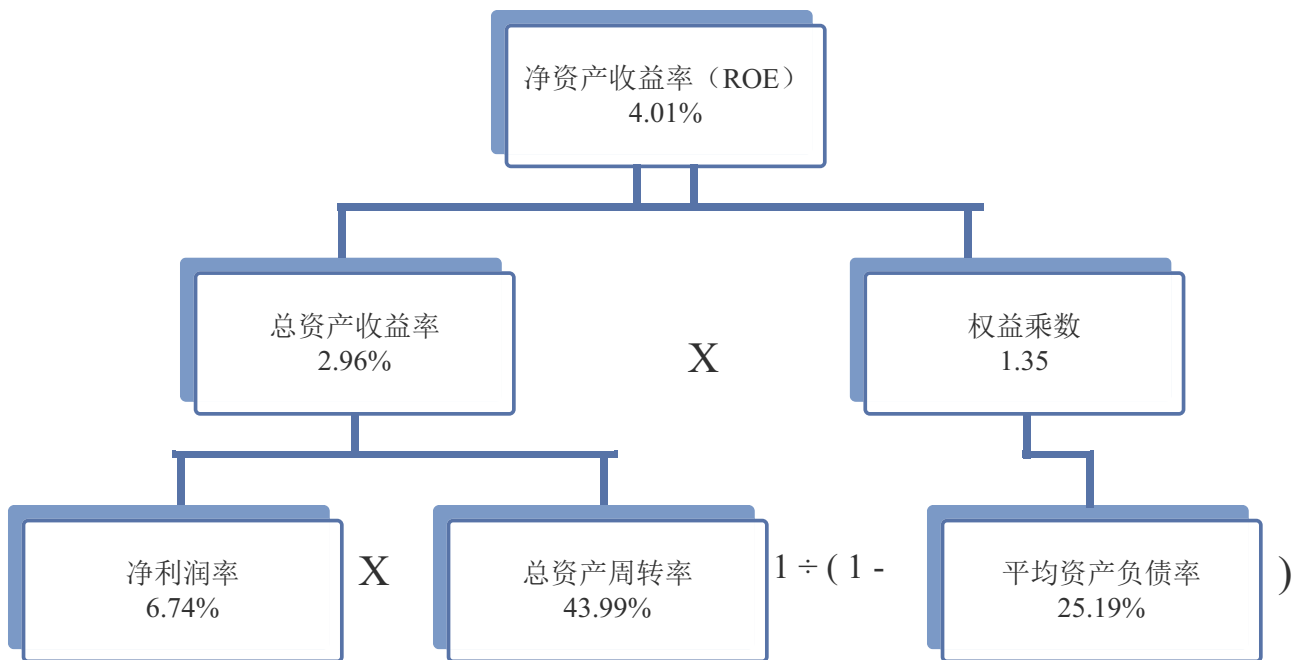 净资产收益率（ROE）
4.01%
总资产收益率
2.96%
X
权益乘数
1.35
净利润率
6.74%
X
总资产周转率
43.99%
1 ÷ ( 1 -
平均资产负债率
25.19%
)